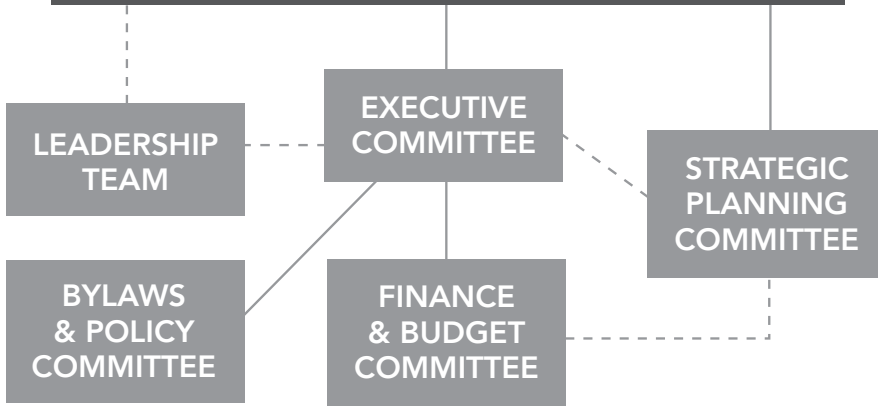 LEADERSHIP
TEAM
EXECUTIVE
COMMITTEE
STRATEGIC
PLANNING
COMMITTEE
BYLAWS
& POLICY
COMMITTEE
FINANCE
& BUDGET
COMMITTEE